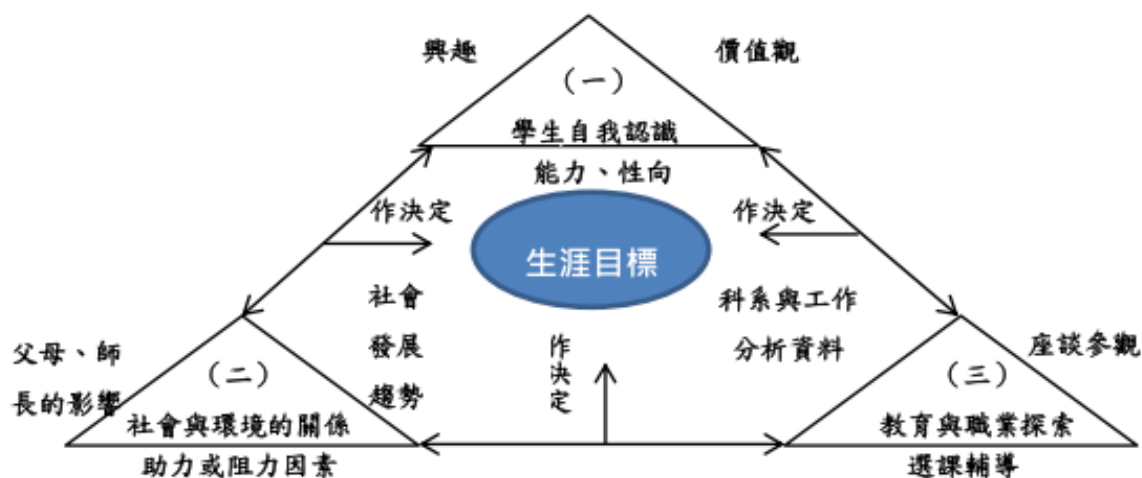 興趣
價值觀
（一）
學生自我認識
能力、性向
作決定
作決定
生涯目標
社會
發展
趨勢
科系與工作
分析資料
作決定
父母、師
長的影響
（二）
社會與環境的關係
助力或阻力因素
座談參觀
（三）
教育與職業探索
選課輔導